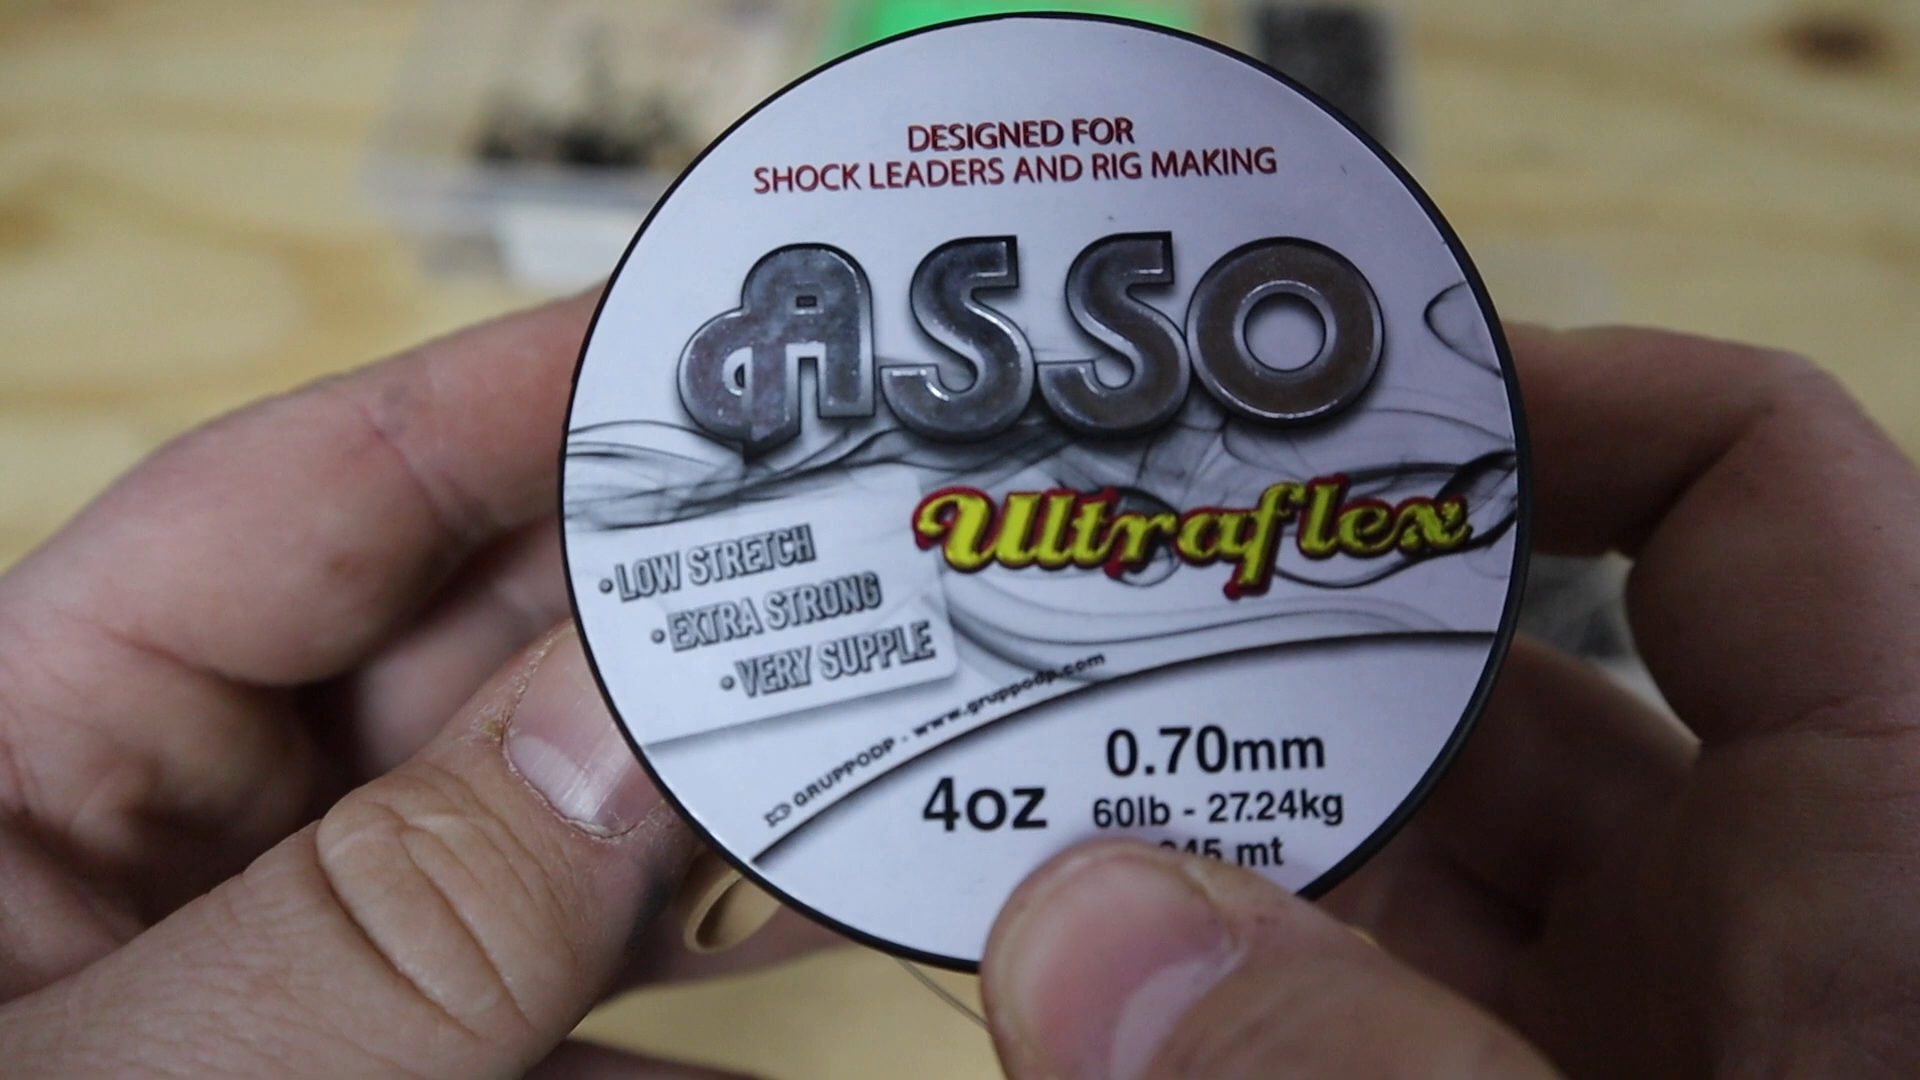 DESIGNED FOR
SHOCK LEADERS AND RIG MAKING
ASSO
Ultraflex
• LOW STRETCH
• EXTRA STRONG
• VERY SUPPLE
GRUPPODP - www.gruppodp.com
4oz
0.70mm
60lb - 27.24kg
mt